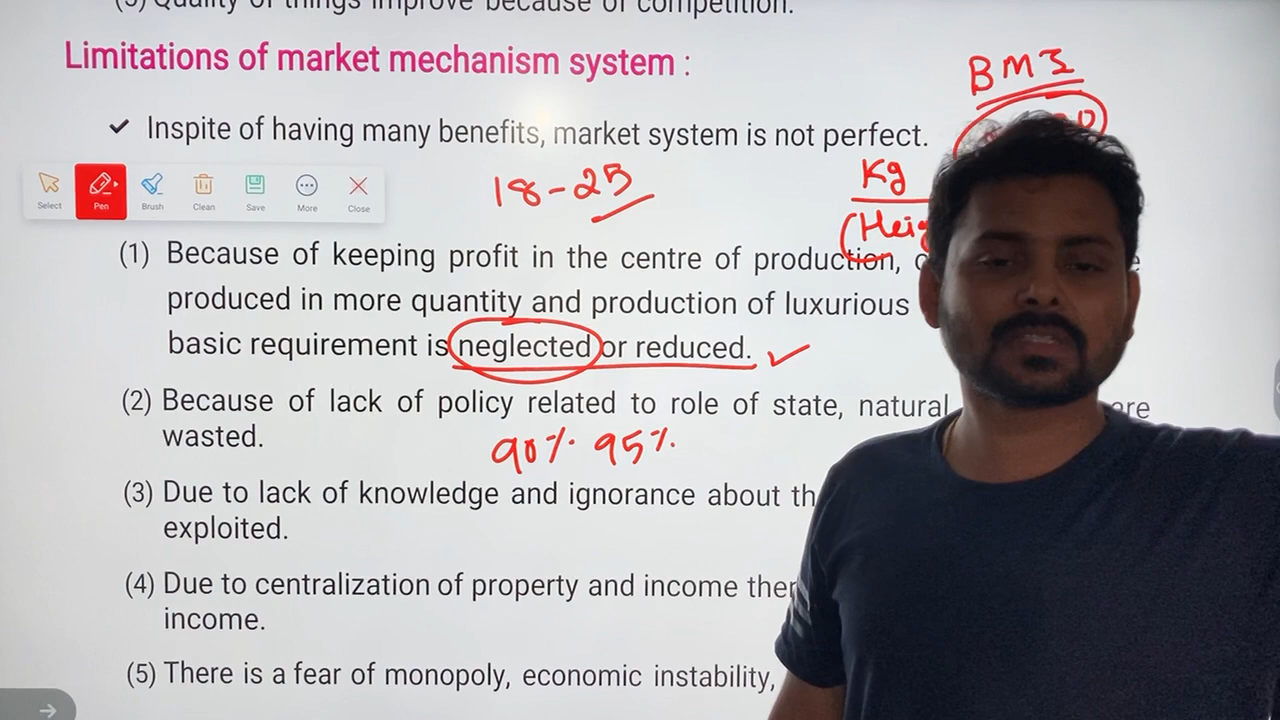 (5) Quality of things improve because of competition.
Limitations of market mechanism system :
BMI
✔ Inspite of having many benefits, market system is not perfect.
Kg
18-25
Select Pen Brush Clean Save More Close
(Heig
(1) Because of keeping profit in the centre of production,
produced in more quantity and production of luxurious
basic requirement is neglected or reduced. ✓
(2) Because of lack of policy related to role of state, natural are
wasted.
90% 95%
(3) Due to lack of knowledge and ignorance about th
exploited.
(4) Due to centralization of property and income ther
income.
(5) There is a fear of monopoly, economic instability,